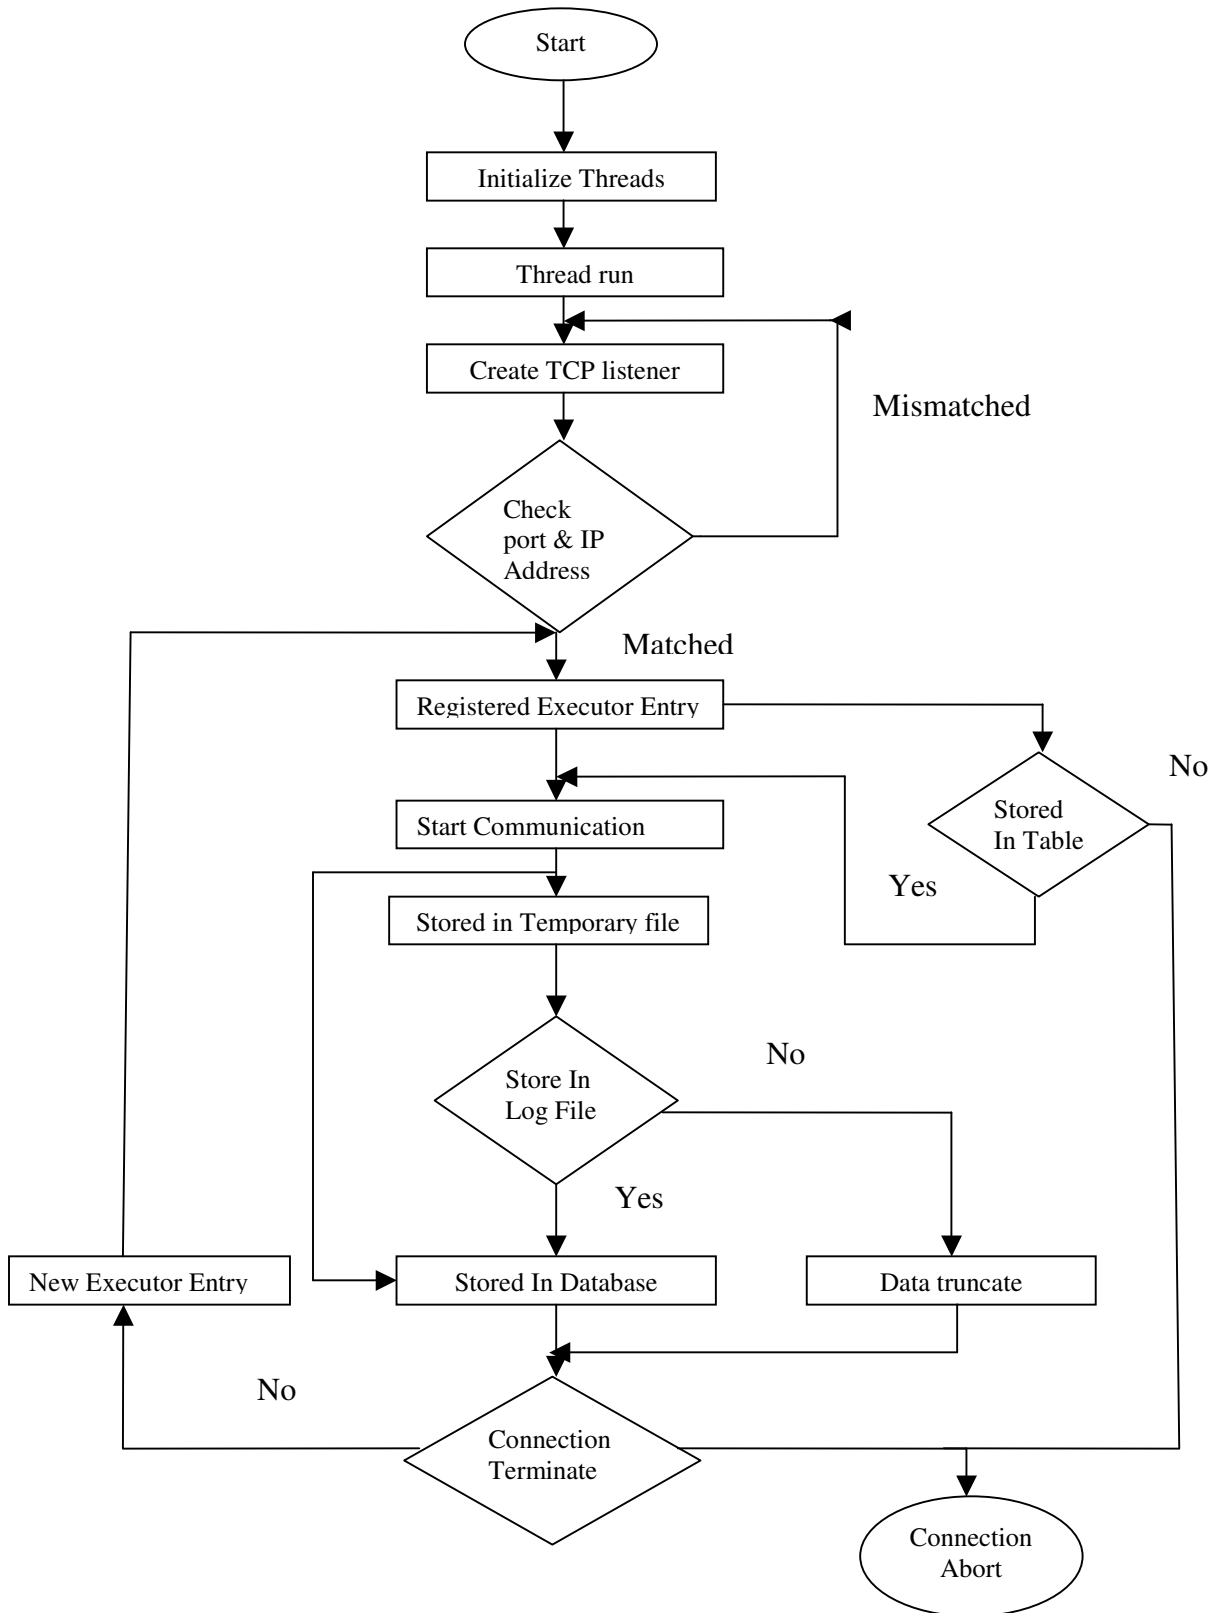 Start
Initialize Threads
Thread run
Create TCP listener
Mismatched
Check
port & IP
Address
Matched
Registered Executor Entry
No
Stored
In Table
Start Communication
Yes
Stored in Temporary file
No
Store In
Log File
Yes
New Executor Entry
Stored In Database
Data truncate
No
Connection
Terminate
Connection
Abort